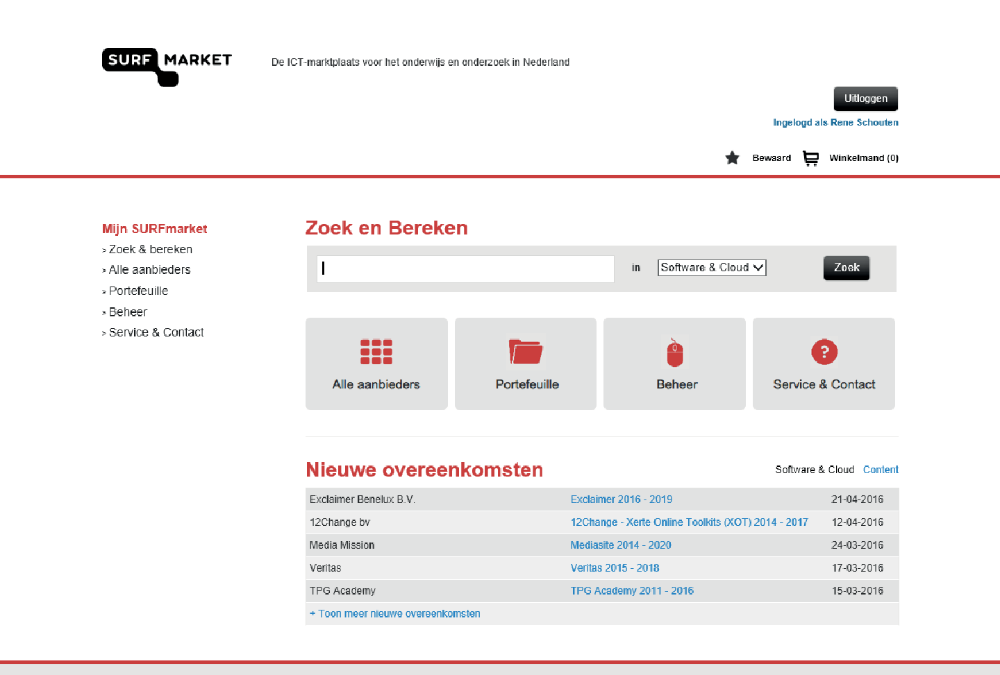 SURF MARKET
De ICT-marktplaats voor het onderwijs en onderzoek in Nederland
Uitloggen
Ingelogd als Rene Schouten
Bewaard Winkelmand (0)
Mijn SURFmarket
> Zoek & bereken
> Alle aanbieders
> Portefeuille
> Beheer
> Service & Contact
Zoek en Bereken
in Software & Cloud Zoek
Alle aanbieders Portefeuille Beheer ? Service & Contact
Nieuwe overeenkomsten Software & Cloud Content
Exclaimer Benelux B.V. Exclaimer 2016 - 2019 21-04-2016
12Change bv 12Change - Xerte Online Toolkits (XOT) 2014 - 2017 12-04-2016
Media Mission Mediasite 2014 - 2020 24-03-2016
Veritas Veritas 2015 - 2018 17-03-2016
TPG Academy TPG Academy 2011 - 2016 15-03-2016
+ Toon meer nieuwe overeenkomsten